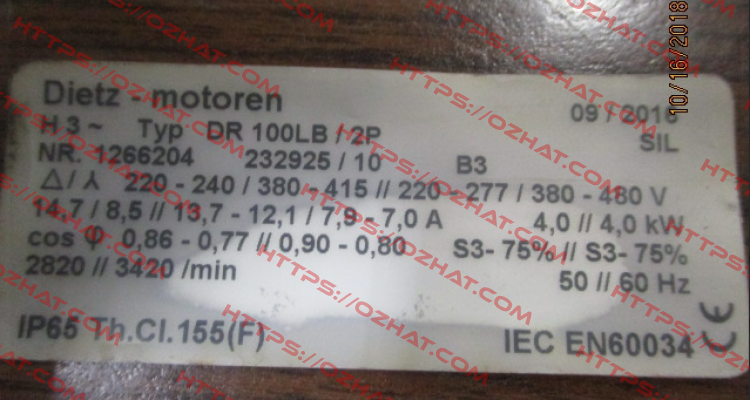 10/16/2018
Dietz - motoren
09 / 2013
H 3 ~ Typ DR 100LB / 2P
SIL
NR. 1266204 232925 / 10 B3
△ / ⅄ 220 - 240 / 380 - 415 // 220 - 277 / 380 - 480 V
14,7 / 8,5 // 13,7 - 12,1 / 7,9 - 7,0 A 4,0 // 4,0 kW
cos φ 0,86 - 0,77 // 0,90 - 0,80 S3- 75% // S3- 75%
2820 // 3420 /min 50 // 60 Hz
IP65 Th.Cl.155(F) IEC EN60034 CE
HTTPS://OZHAT.COM